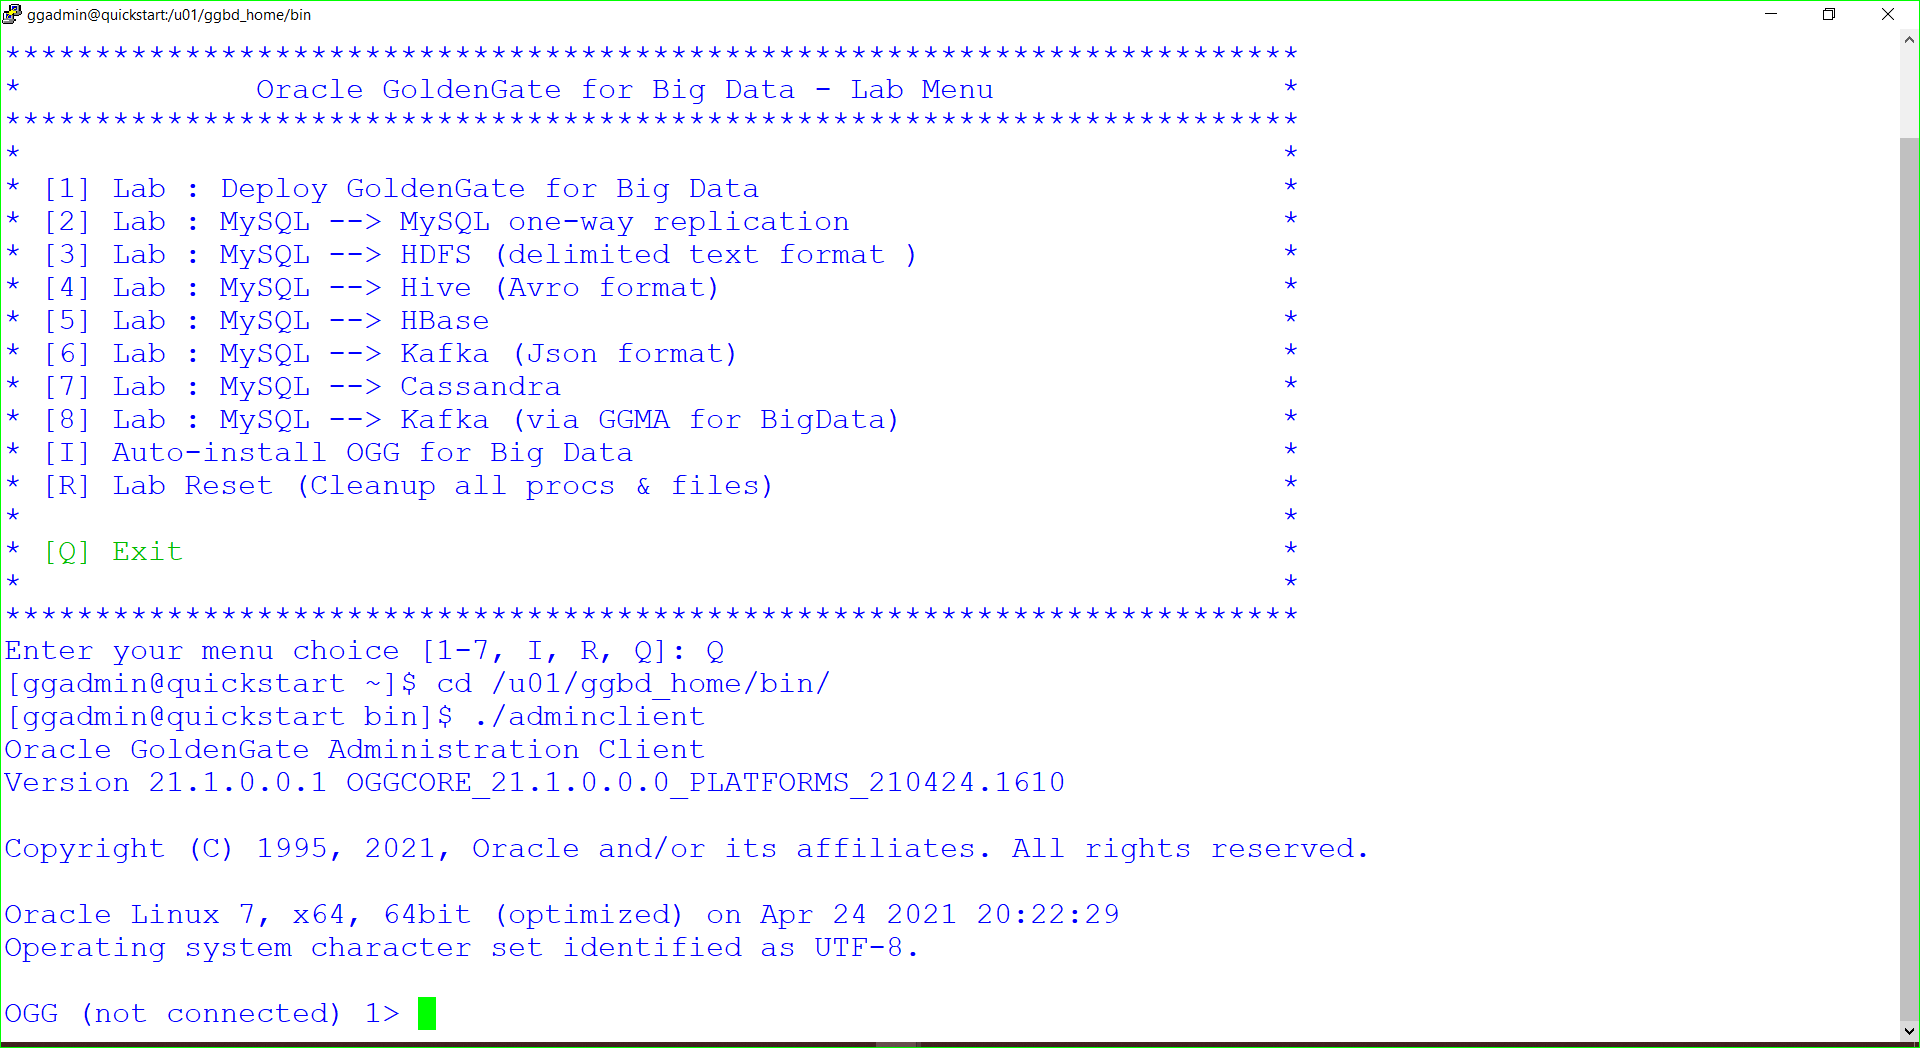 ggadmin@quickstart:/u01/ggbd_home/bin
************************************************************************
*             Oracle GoldenGate for Big Data - Lab Menu                *
************************************************************************
*                                                                      *
* [1] Lab : Deploy GoldenGate for Big Data                             *
* [2] Lab : MySQL --> MySQL one-way replication                        *
* [3] Lab : MySQL --> HDFS (delimited text format )                    *
* [4] Lab : MySQL --> Hive (Avro format)                               *
* [5] Lab : MySQL --> HBase                                            *
* [6] Lab : MySQL --> Kafka (Json format)                              *
* [7] Lab : MySQL --> Cassandra                                        *
* [8] Lab : MySQL --> Kafka (via GGMA for BigData)                     *
* [I] Auto-install OGG for Big Data                                    *
* [R] Lab Reset (Cleanup all procs & files)                            *
*                                                                      *
* [Q] Exit                                                             *
*                                                                      *
************************************************************************
Enter your menu choice [1-7, I, R, Q]: Q
[ggadmin@quickstart ~]$ cd /u01/ggbd_home/bin/
[ggadmin@quickstart bin]$ ./adminclient
Oracle GoldenGate Administration Client
Version 21.1.0.0.1 OGGCORE_21.1.0.0.0_PLATFORMS_210424.1610
Copyright (C) 1995, 2021, Oracle and/or its affiliates. All rights reserved.
Oracle Linux 7, x64, 64bit (optimized) on Apr 24 2021 20:22:29
Operating system character set identified as UTF-8.
OGG (not connected) 1>